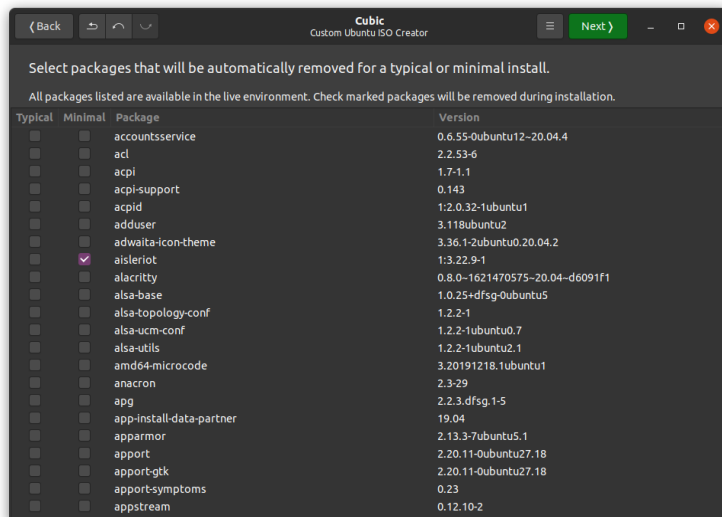 Back
Cubic
Custom Ubuntu ISO Creator
Next
Select packages that will be automatically removed for a typical or minimal install.
All packages listed are available in the live environment. Check marked packages will be removed during installation.
Typical Minimal Package Version
accountsservice 0.6.55-0ubuntu12~20.04.4
acl 2.2.53-6
acpi 1.7-1.1
acpi-support 0.143
acpid 1:2.0.32-1ubuntu1
adduser 3.118ubuntu2
adwaita-icon-theme 3.36.1-2ubuntu0.20.04.2
aisleriot 1:3.22.9-1
alacritty 0.8.0~1621470575~20.04~d6091f1
alsa-base 1.0.25+dfsg-0ubuntu5
alsa-topology-conf 1.2.2-1
alsa-ucm-conf 1.2.2-1ubuntu0.7
alsa-utils 1.2.2-1ubuntu2.1
amd64-microcode 3.20191218.1ubuntu1
anacron 2.3-29
apg 2.2.3.dfsg.1-5
app-install-data-partner 19.04
apparmor 2.13.3-7ubuntu5.1
apport 2.20.11-0ubuntu27.18
apport-gtk 2.20.11-0ubuntu27.18
apport-symptoms 0.23
appstream 0.12.10-2